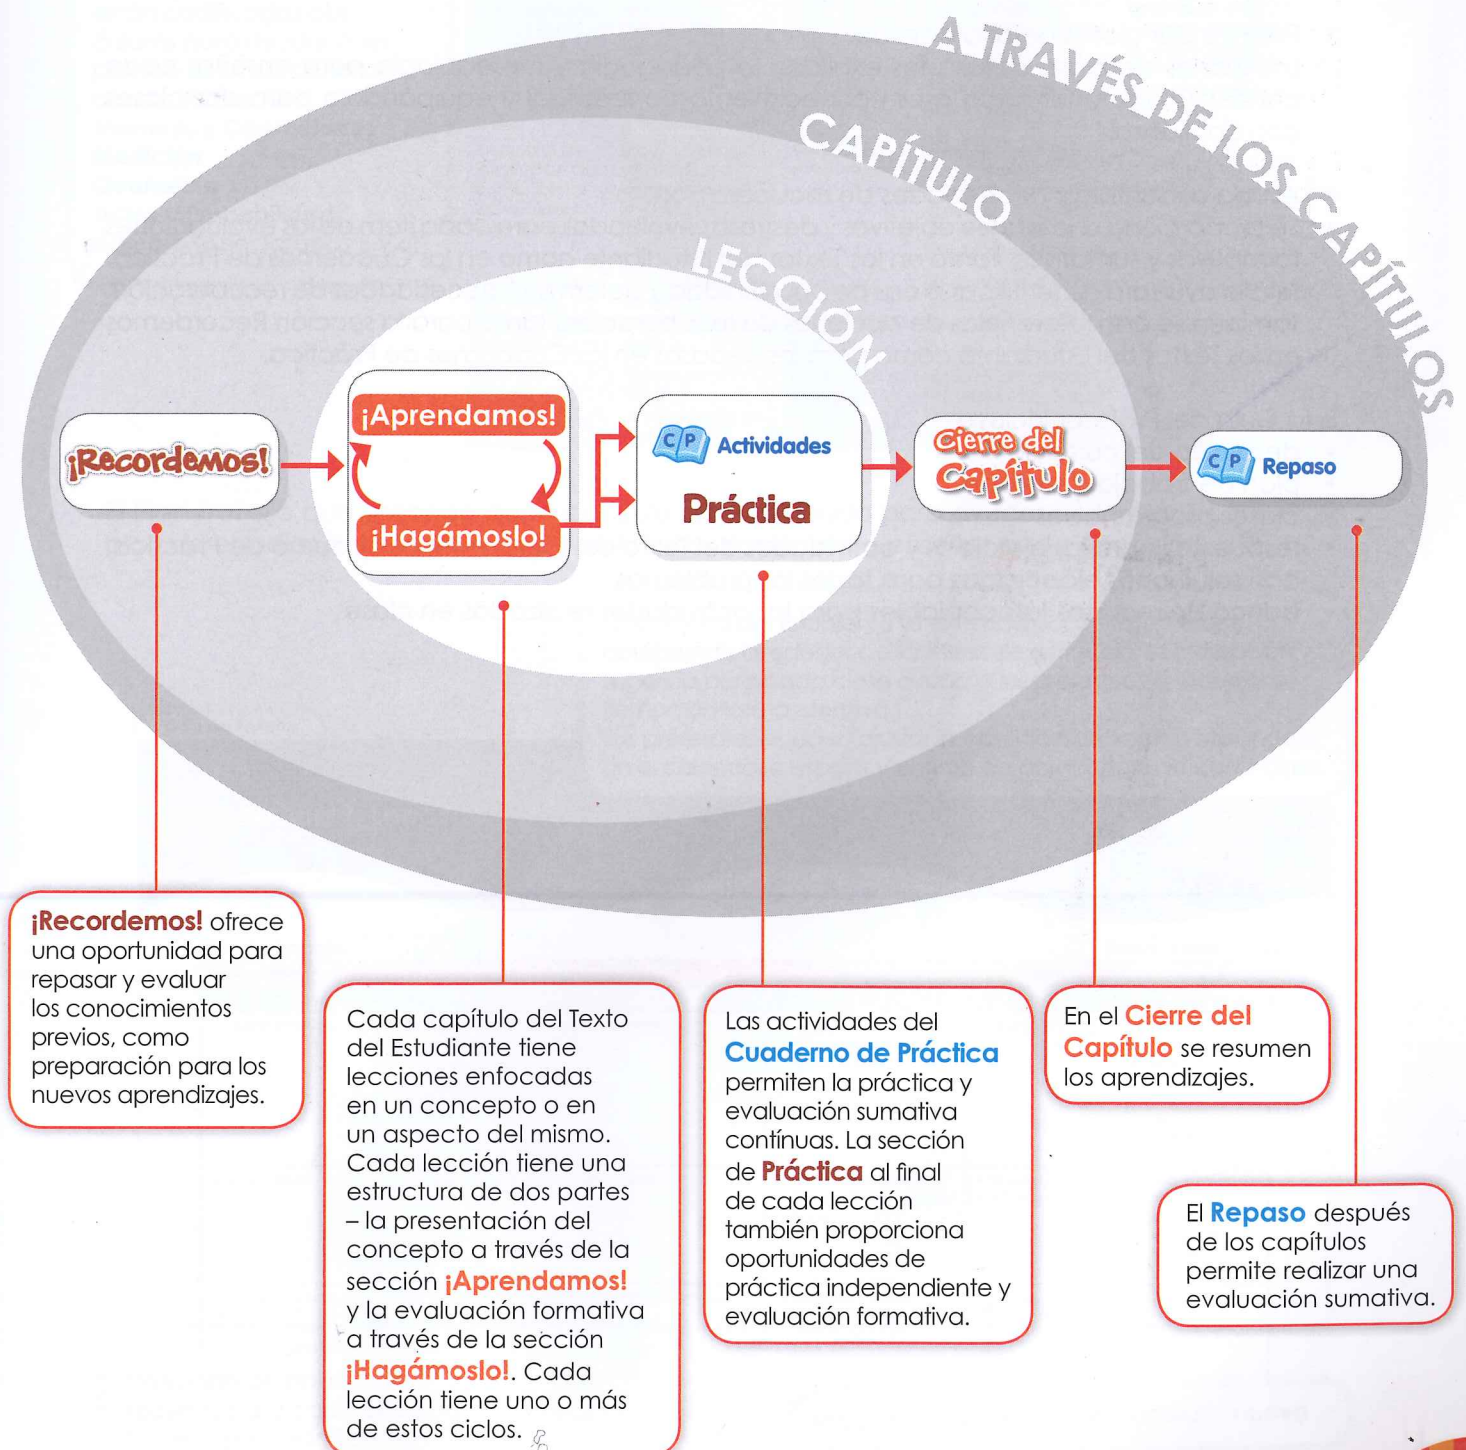 A TRAVÉS DE LOS CAPÍTULOS
CAPÍTULO
LECCIÓN
¡Recordemos!
¡Aprendamos!
¡Hagámoslo!
CP Actividades
Práctica
Cierre del
Capítulo
CP Repaso
¡Recordemos! ofrece
una oportunidad para
repasar y evaluar
los conocimientos
previos, como
preparación para los
nuevos aprendizajes.
Cada capítulo del Texto
del Estudiante tiene
lecciones enfocadas
en un concepto o en
un aspecto del mismo.
Cada lección tiene una
estructura de dos partes
– la presentación del
concepto a través de la
sección ¡Aprendamos!
y la evaluación formativa
a través de la sección
¡Hagámoslo!. Cada
lección tiene uno o más
de estos ciclos.
Las actividades del
Cuaderno de Práctica
permiten la práctica y
evaluación sumativa
contínuas. La sección
de Práctica al final
de cada lección
también proporciona
oportunidades de
práctica independiente y
evaluación formativa.
En el Cierre del
Capítulo se resumen
los aprendizajes.
El Repaso después
de los capítulos
permite realizar una
evaluación sumativa.